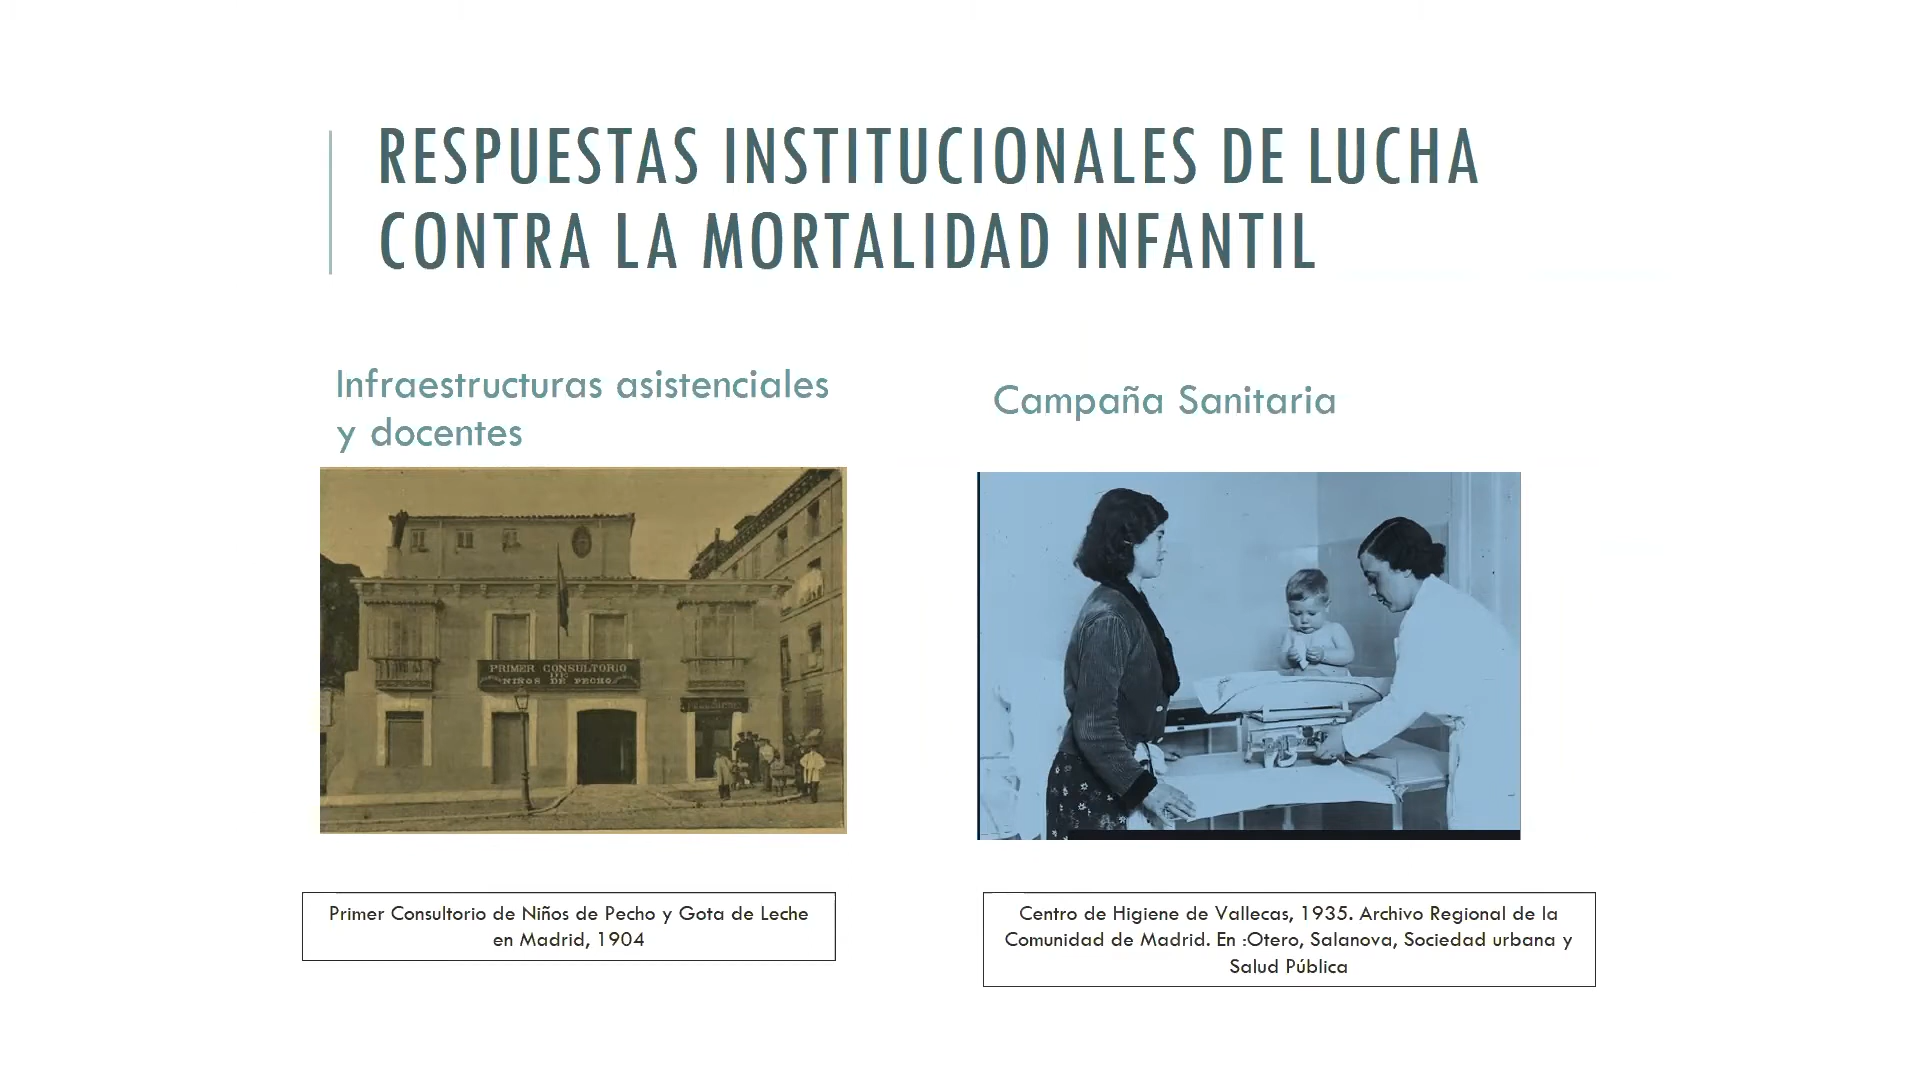 RESPUESTAS INSTITUCIONALES DE LUCHA
CONTRA LA MORTALIDAD INFANTIL
Infraestructuras asistenciales
y docentes
Campaña Sanitaria
PRIMER CONSULTORIO
DE
NIÑOS DE PECHO
Primer Consultorio de Niños de Pecho y Gota de Leche
en Madrid, 1904
Centro de Higiene de Vallecas, 1935. Archivo Regional de la
Comunidad de Madrid. En :Otero, Salanova, Sociedad urbana y
Salud Pública